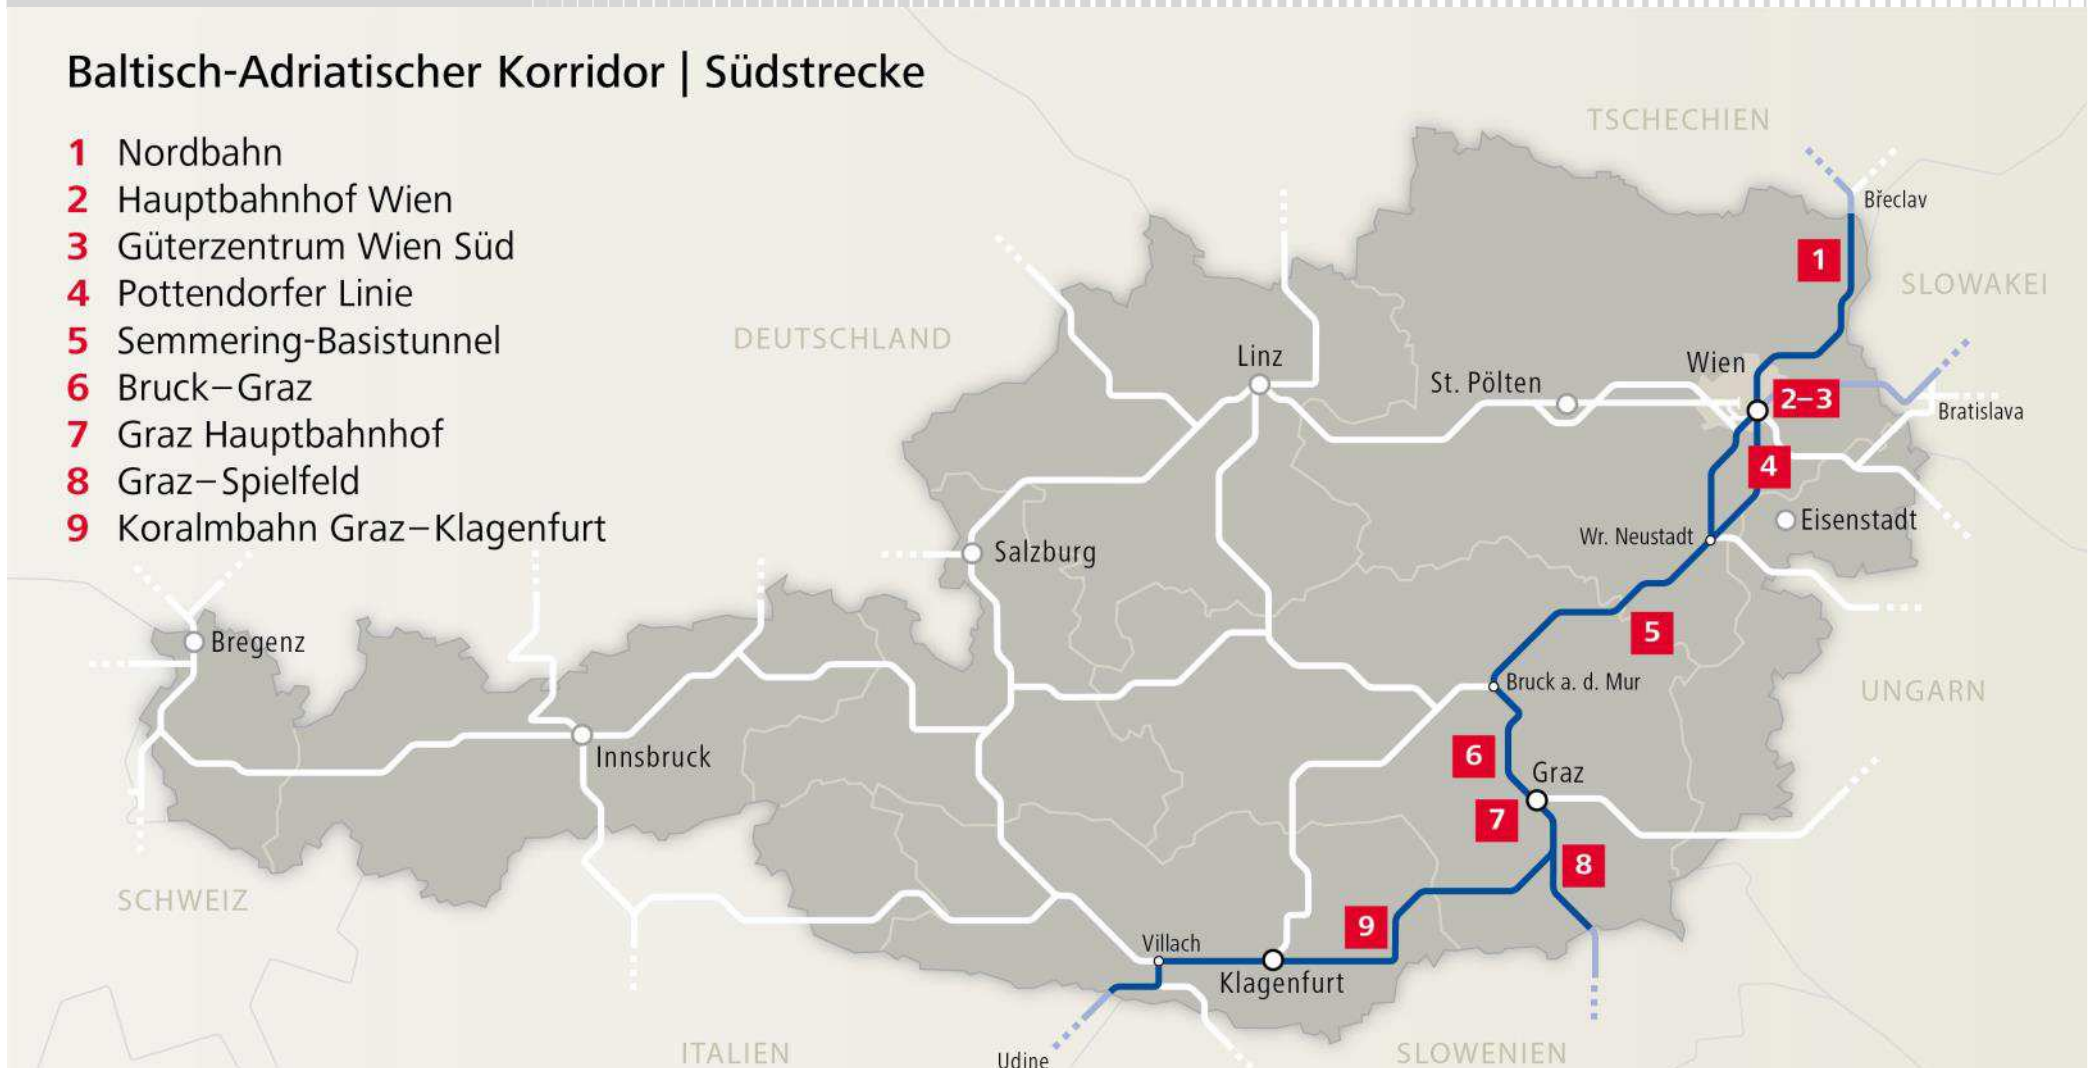 Baltisch-Adriatischer Korridor | Südstrecke
1 Nordbahn
2 Hauptbahnhof Wien
3 Güterzentrum Wien Süd
4 Pottendorfer Linie
5 Semmering-Basistunnel
6 Bruck–Graz
7 Graz Hauptbahnhof
8 Graz–Spielfeld
9 Koralmbahn Graz–Klagenfurt
TSCHECHIEN
Břeclav
1
SLOWAKEI
DEUTSCHLAND
Linz
St. Pölten
Wien
2–3
Bratislava
4
Eisenstadt
Wr. Neustadt
Salzburg
5
Bregenz
Bruck a. d. Mur
UNGARN
Innsbruck
6
Graz
7
8
SCHWEIZ
9
Villach
Klagenfurt
ITALIEN
Udine
SLOWENIEN